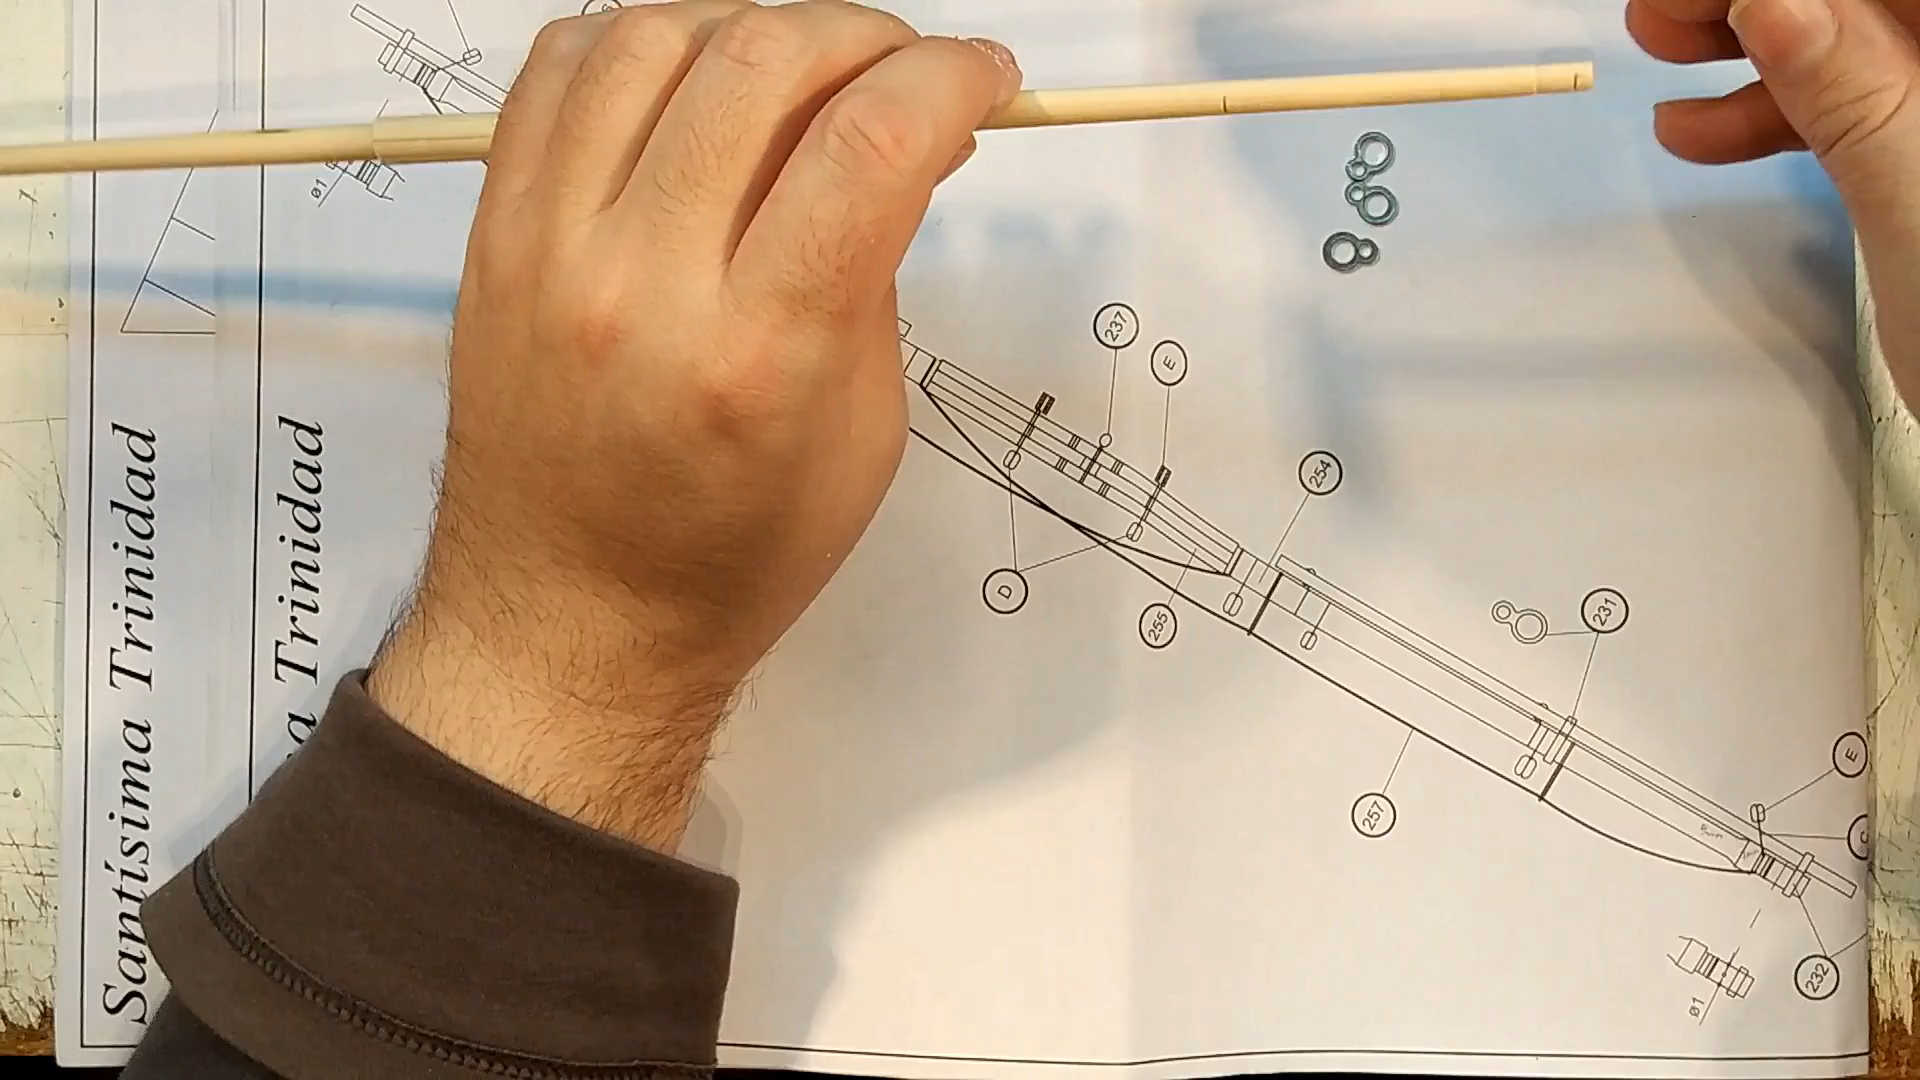 Santísima Trinidad
a Trinidad
Ø1
237
E
254
D
255
231
257
E
232
Ø1